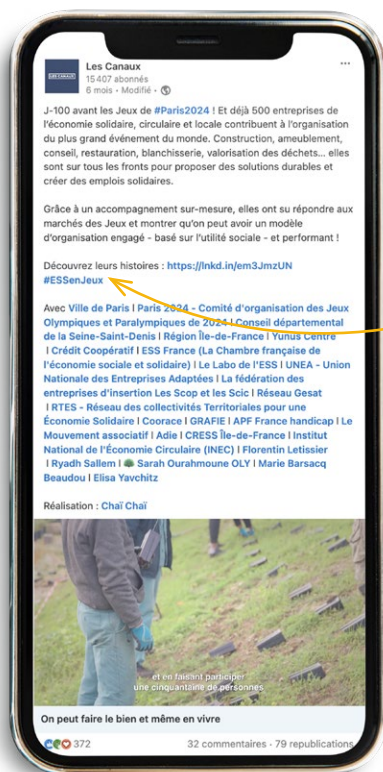 Les Canaux
LES CANAUX
15 407 abonnés
6 mois • Modifié •
J-100 avant les Jeux de #Paris2024 ! Et déjà 500 entreprises de
l'économie solidaire, circulaire et locale contribuent à l'organisation
du plus grand événement du monde. Construction, ameublement,
conseil, restauration, blanchisserie, valorisation des déchets... elles
sont sur tous les fronts pour proposer des solutions durables et
créer des emplois solidaires.
Grâce à un accompagnement sur-mesure, elles ont su répondre aux
marchés des Jeux et montrer qu'on peut avoir un modèle
d'organisation engagé - basé sur l'utilité sociale - et performant !
Découvrez leurs histoires : https://lnkd.in/em3JmzUN
#ESSenJeux
Avec Ville de Paris I Paris 2024 - Comité d'organisation des Jeux
Olympiques et Paralympiques de 2024 I Conseil départemental
de la Seine-Saint-Denis I Région Île-de-France I Yunus Centre
I Crédit Coopératif I ESS France (La Chambre française de
l'économie sociale et solidaire) I Le Labo de l'ESS I UNEA - Union
Nationale des Entreprises Adaptées I La fédération des
entreprises d'insertion Les Scop et les Scic I Réseau Gesat
I RTES - Réseau des collectivités Territoriales pour une
Économie Solidaire I Coorace I GRAFIE I APF France handicap I Le
Mouvement associatif I Adie I CRESS Île-de-France I Institut
National de l'Économie Circulaire (INEC) I Florentin Letissier
I Ryadh Sallem I Sarah Ourahmoune OLY I Marie Barsacq
Beaudou I Elisa Yavchitz
Réalisation : Chaï Chaï
et en faisant participer
une cinquantaine de personnes
On peut faire le bien et même en vivre
372
32 commentaires • 79 republications